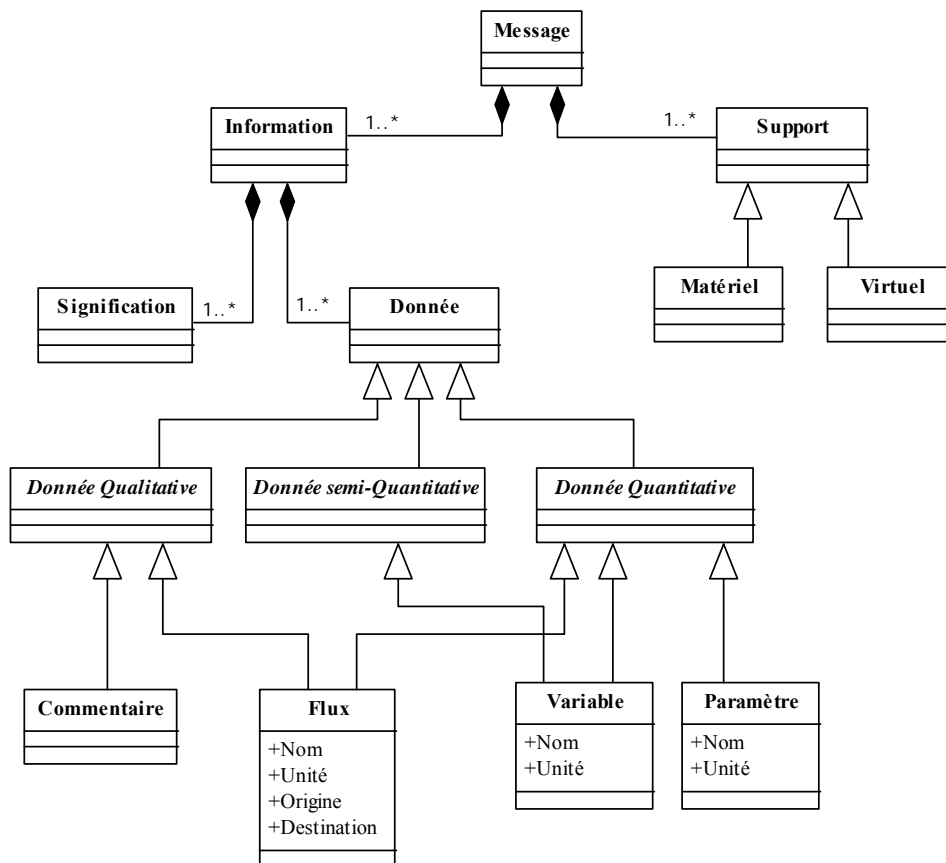 Message
Information
1..*
1..*
Support
Signification
1..*
1..*
Donnée
Matériel
Virtuel
Donnée Qualitative
Donnée semi-Quantitative
Donnée Quantitative
Commentaire
Flux
+Nom
+Unité
+Origine
+Destination
Variable
+Nom
+Unité
Paramètre
+Nom
+Unité